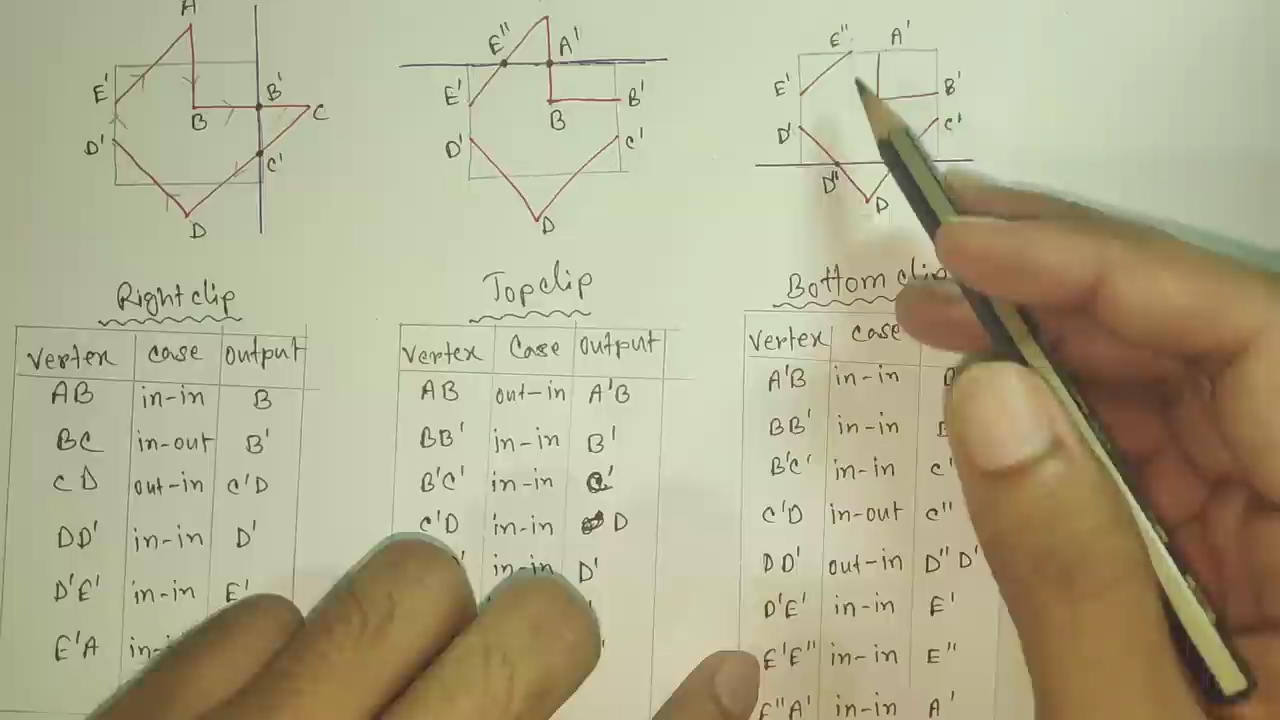 A
E'
B'
C
B
D'
C'
D
E"
A'
E'
B'
B
D'
C'
D
E"
A'
E'
B'
D'
C'
D"
D
Right clip
Vertex case output
AB in-in B
BC in-out B'
CD out-in C'D
DD' in-in D'
D'E' in-in E'
E'A
Top clip
Vertex Case output
AB out-in A'B
BB' in-in B'
B'C' in-in C'
C'D in-in D
in-in D'
Bottom clip
Vertex case
A'B in-in
BB' in-in
B'C' in-in C'
C'D in-out C"
DD' out-in D"D'
D'E' in-in E'
E'E" in-in E"
E"A' in-in A'